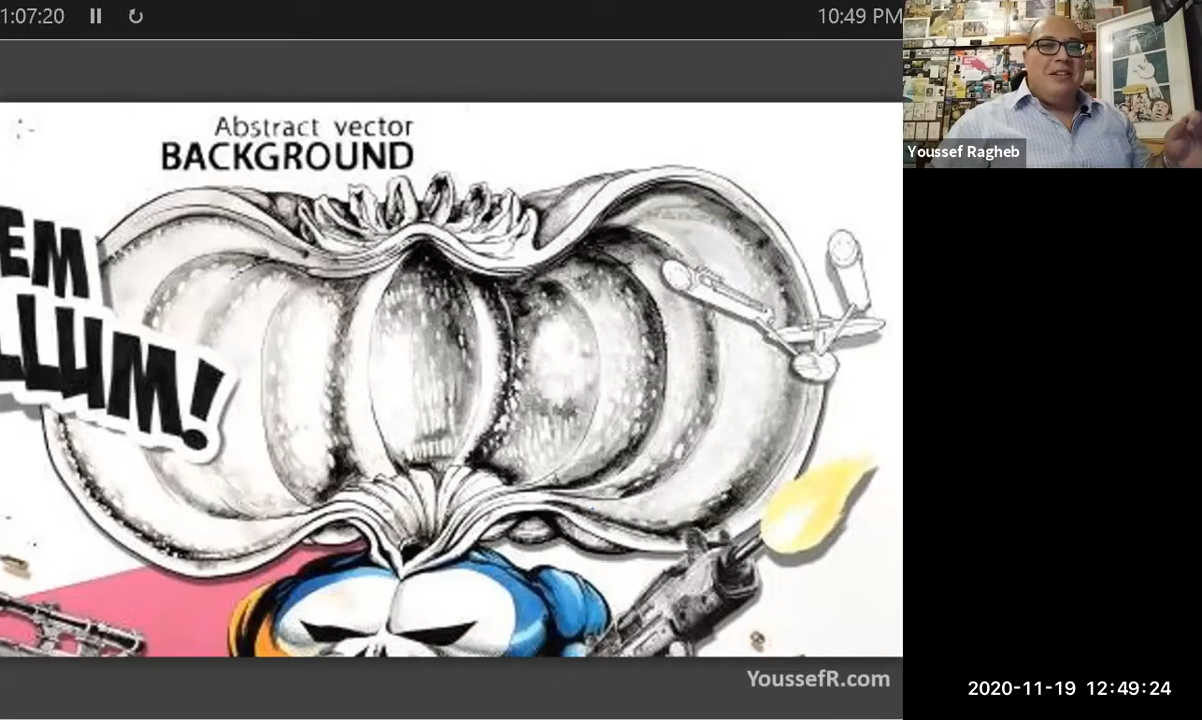 1:07:20
10:49 PM
Youssef Ragheb
Abstract vector
BACKGROUND
EM
LLUM!
YoussefR.com
2020-11-19 12:49:24